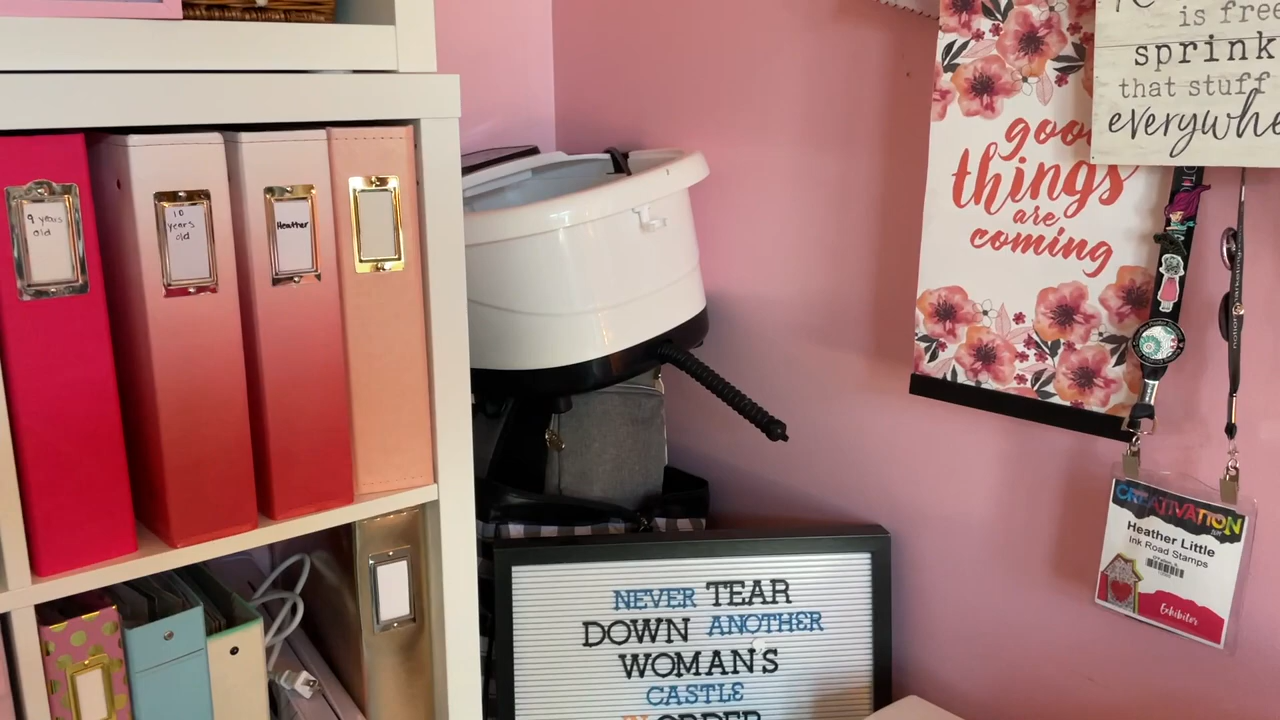 9 years
old
10
years
old
Heather
good
things
are
coming
is free
sprink
that stuff
everywhe
CREATIVATION
Heather Little
Ink Road Stamps
Exhibitor
NEVER TEAR
DOWN ANOTHER
WOMAN'S
CASTLE
ORDER